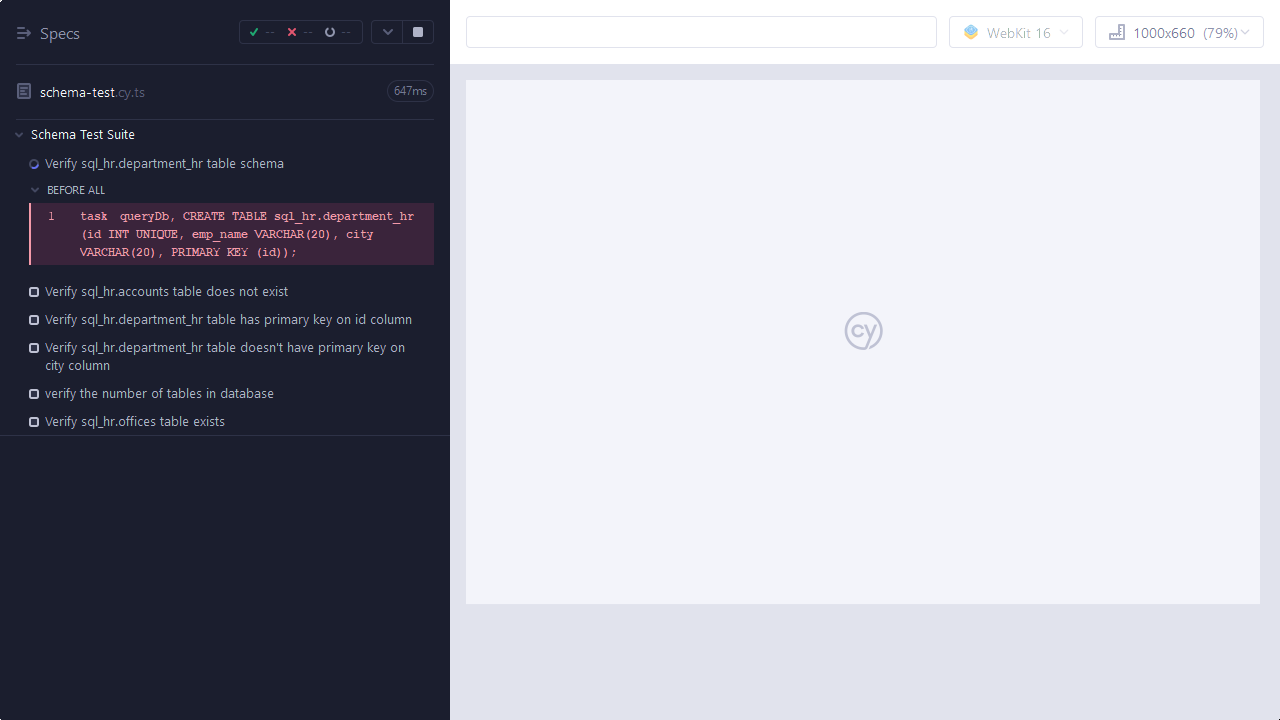 Specs
--
--
--
schema-test.cy.ts
647ms
Schema Test Suite
Verify sql_hr.department_hr table schema
BEFORE ALL
1 task queryDb, CREATE TABLE sql_hr.department_hr
(id INT UNIQUE, emp_name VARCHAR(20), city
VARCHAR(20), PRIMARY KEY (id));
Verify sql_hr.accounts table does not exist
Verify sql_hr.department_hr table has primary key on id column
Verify sql_hr.department_hr table doesn't have primary key on
city column
verify the number of tables in database
Verify sql_hr.offices table exists
WebKit 16
1000x660 (79%)
cy